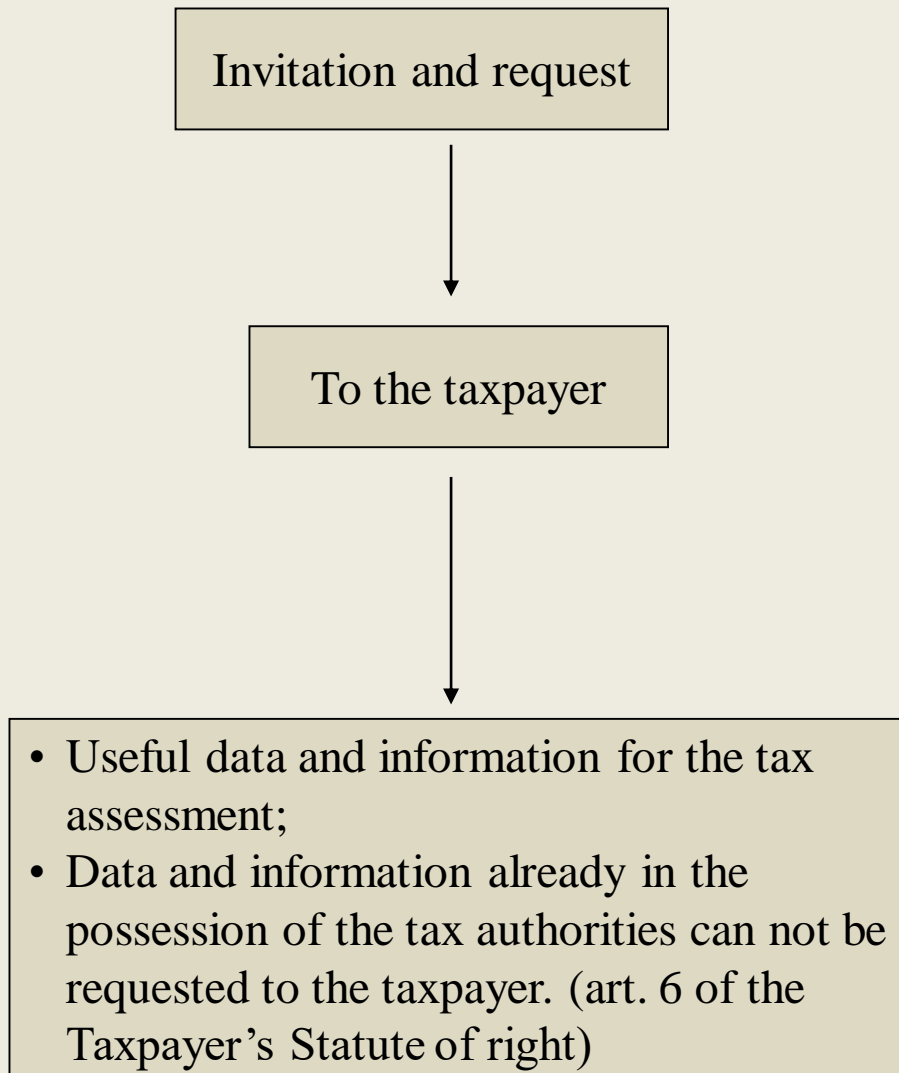 Invitation and request
To the taxpayer
• Useful data and information for the tax
assessment;
• Data and information already in the
possession of the tax authorities can not be
requested to the taxpayer. (art. 6 of the
Taxpayer’s Statute of right)